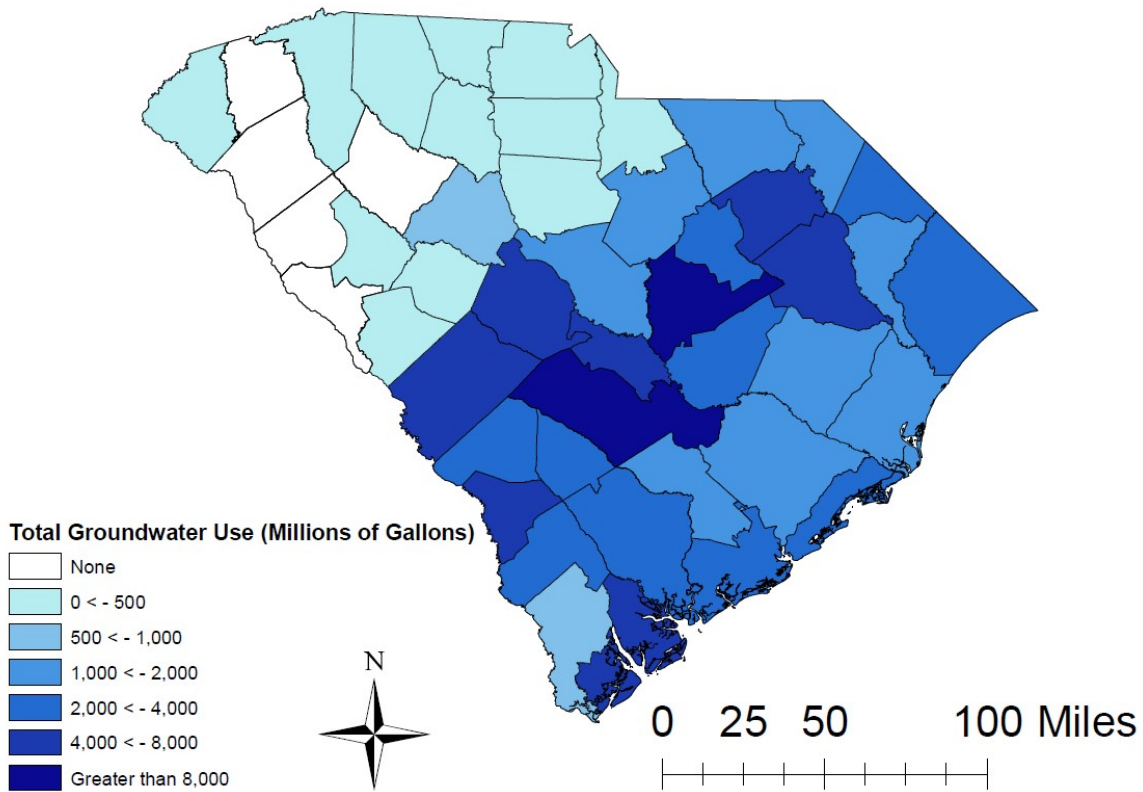 Total Groundwater Use (Millions of Gallons)
None
0 < - 500
500 < - 1,000
1,000 < - 2,000
2,000 < - 4,000
4,000 < - 8,000
Greater than 8,000
N
0 25 50 100 Miles